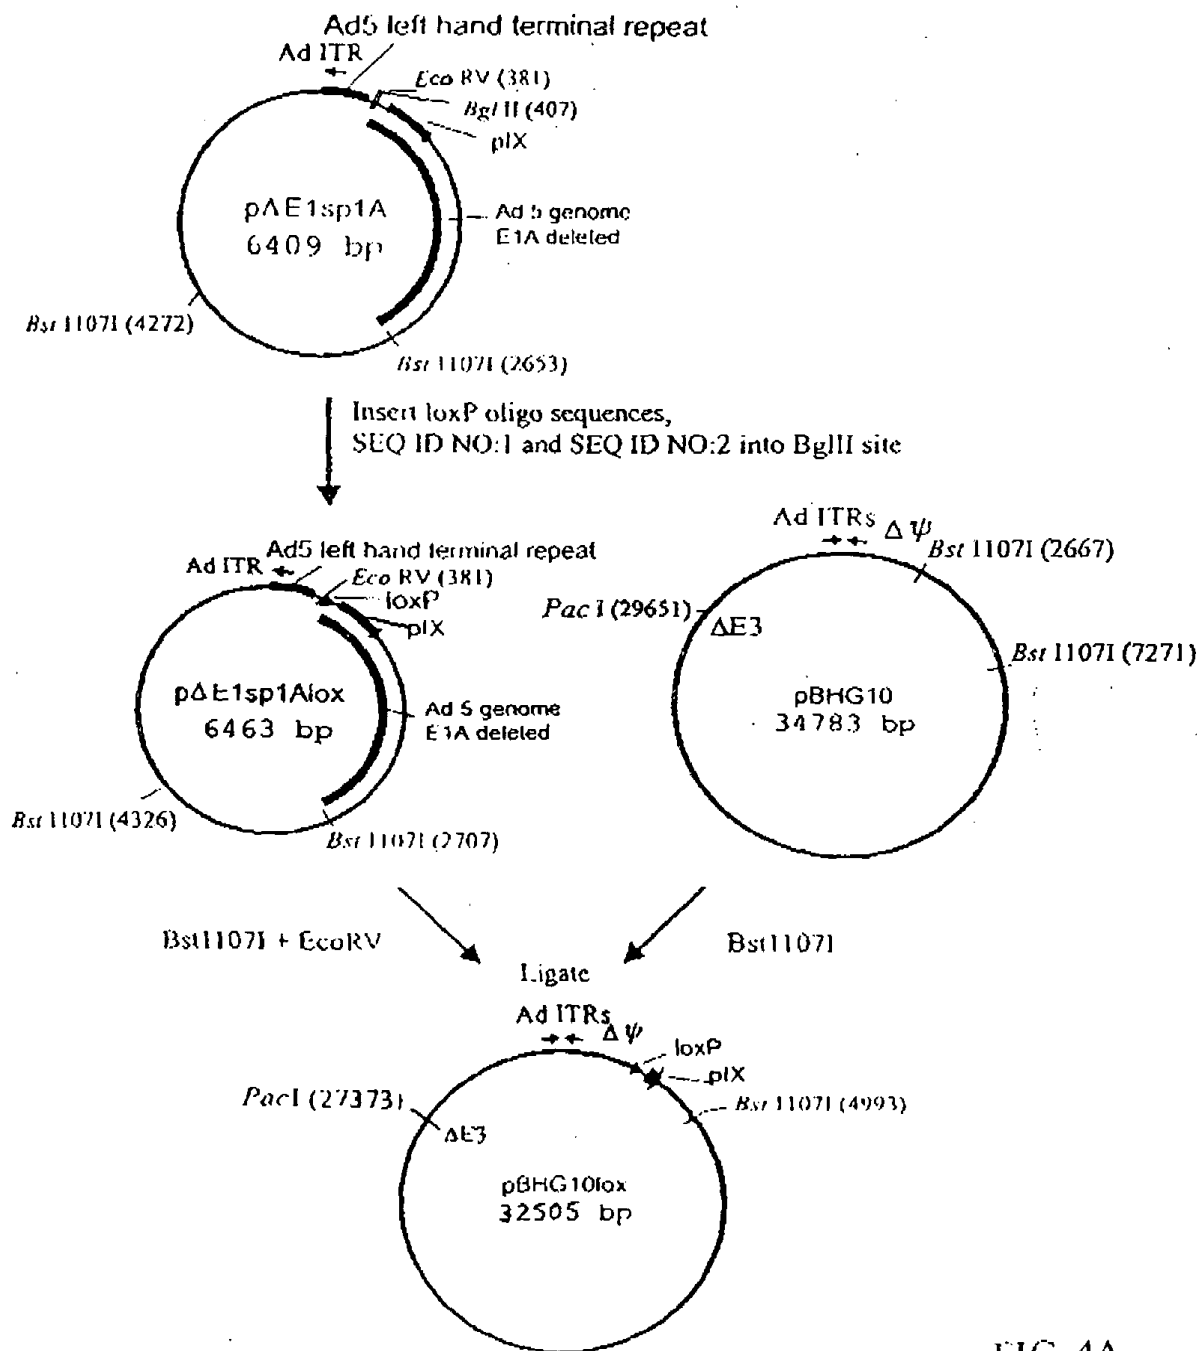 Ad5 left hand terminal repeat
Ad ITR
Eco RV (381)
Bgl II (407)
pIX
pΔE1sp1A
6409 bp
Ad 5 genome
E1A deleted
Bst 1107I (4272)
Bst 1107I (2653)
Insert loxP oligo sequences,
SEQ ID NO:1 and SEQ ID NO:2 into BglII site
Ad5 left hand terminal repeat
Ad ITR
Eco RV (381)
loxP
pIX
pΔE1sp1Alox
6463 bp
Ad 5 genome
E1A deleted
Bst 1107I (4326)
Bst 1107I (2707)
Ad ITRs Δψ
Bst 1107I (2667)
Pac I (29651)
ΔE3
Bst 1107I (7271)
pBHG10
34783 bp
Bst1107I + EcoRV
Bst1107I
Ligate
Ad ITRs Δψ
loxP
pIX
PacI (27373)
Bst 1107I (4993)
ΔE3
pBHG10lox
32505 bp
FIG. 4A